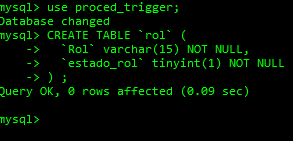 mysql> use proced_trigger;
Database changed
mysql> CREATE TABLE `rol` (
    ->   `Rol` varchar(15) NOT NULL,
    ->   `estado_rol` tinyint(1) NOT NULL
    -> ) ;
Query OK, 0 rows affected (0.09 sec)
mysql>